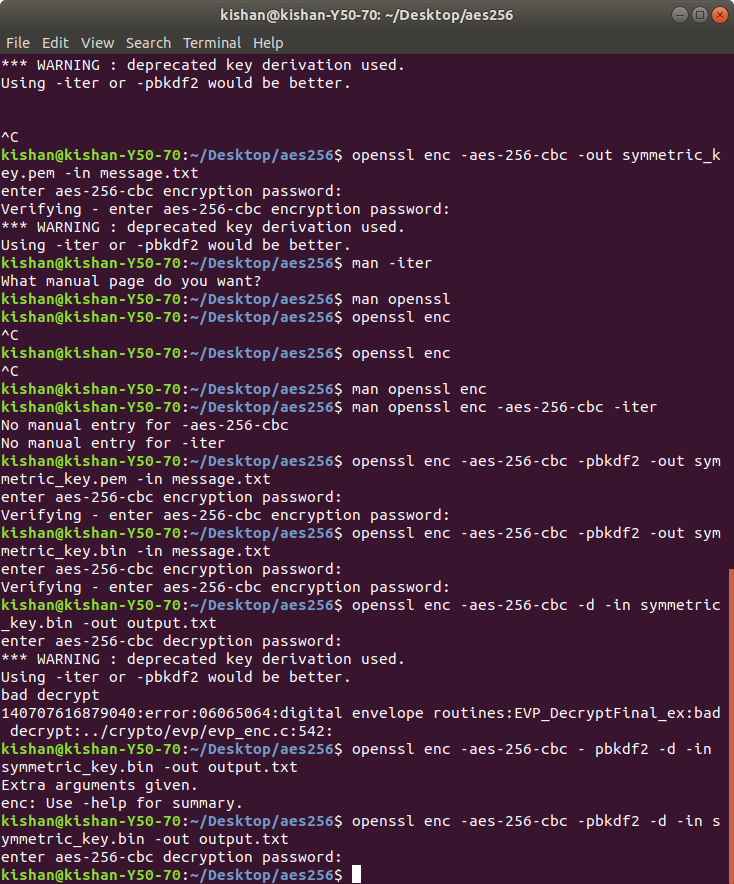 kishan@kishan-Y50-70: ~/Desktop/aes256
File Edit View Search Terminal Help
*** WARNING : deprecated key derivation used.
Using -iter or -pbkdf2 would be better.
^C
kishan@kishan-Y50-70:~/Desktop/aes256$ openssl enc -aes-256-cbc -out symmetric_k
ey.pem -in message.txt
enter aes-256-cbc encryption password:
Verifying - enter aes-256-cbc encryption password:
*** WARNING : deprecated key derivation used.
Using -iter or -pbkdf2 would be better.
kishan@kishan-Y50-70:~/Desktop/aes256$ man -iter
What manual page do you want?
kishan@kishan-Y50-70:~/Desktop/aes256$ man openssl
kishan@kishan-Y50-70:~/Desktop/aes256$ openssl enc
^C
kishan@kishan-Y50-70:~/Desktop/aes256$ openssl enc
^C
kishan@kishan-Y50-70:~/Desktop/aes256$ man openssl enc
kishan@kishan-Y50-70:~/Desktop/aes256$ man openssl enc -aes-256-cbc -iter
No manual entry for -aes-256-cbc
No manual entry for -iter
kishan@kishan-Y50-70:~/Desktop/aes256$ openssl enc -aes-256-cbc -pbkdf2 -out sym
metric_key.pem -in message.txt
enter aes-256-cbc encryption password:
Verifying - enter aes-256-cbc encryption password:
kishan@kishan-Y50-70:~/Desktop/aes256$ openssl enc -aes-256-cbc -pbkdf2 -out sym
metric_key.bin -in message.txt
enter aes-256-cbc encryption password:
Verifying - enter aes-256-cbc encryption password:
kishan@kishan-Y50-70:~/Desktop/aes256$ openssl enc -aes-256-cbc -d -in symmetric
_key.bin -out output.txt
enter aes-256-cbc decryption password:
*** WARNING : deprecated key derivation used.
Using -iter or -pbkdf2 would be better.
bad decrypt
140707616879040:error:06065064:digital envelope routines:EVP_DecryptFinal_ex:bad
 decrypt:../crypto/evp/evp_enc.c:542:
kishan@kishan-Y50-70:~/Desktop/aes256$ openssl enc -aes-256-cbc - pbkdf2 -d -in 
symmetric_key.bin -out output.txt
Extra arguments given.
enc: Use -help for summary.
kishan@kishan-Y50-70:~/Desktop/aes256$ openssl enc -aes-256-cbc -pbkdf2 -d -in s
ymmetric_key.bin -out output.txt
enter aes-256-cbc decryption password:
kishan@kishan-Y50-70:~/Desktop/aes256$